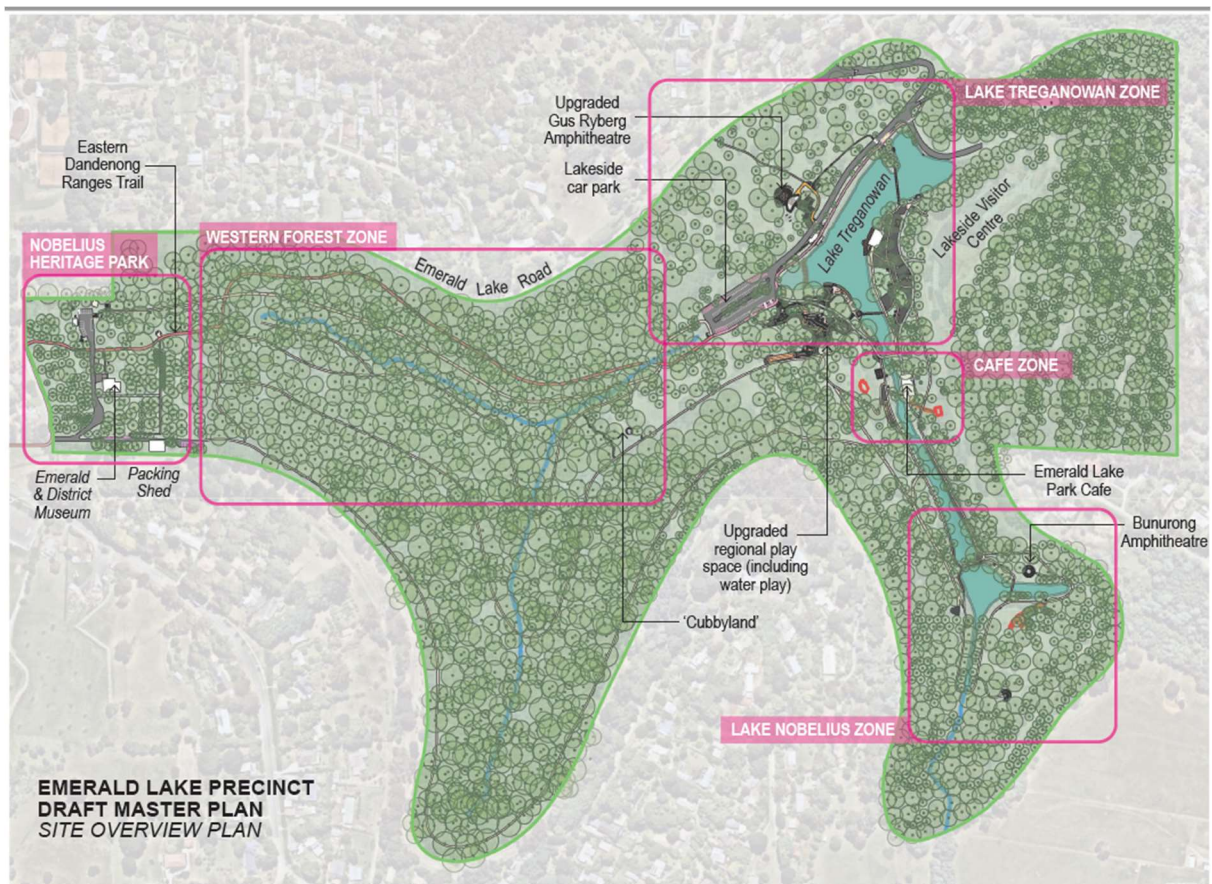 LAKE TREGANOWAN ZONE
Upgraded
Gus Ryberg
Amphitheatre
Lakeside
car park
Eastern
Dandenong
Ranges Trail
Lake Treganowan
Lakeside Visitor
Centre
NOBELIUS
HERITAGE PARK
WESTERN FOREST ZONE
Emerald Lake Road
CAFE ZONE
Emerald
& District
Museum
Packing
Shed
Emerald Lake
Park Cafe
Upgraded
regional play
space (including
water play)
Bunurong
Amphitheatre
'Cubbyland'
LAKE NOBELIUS ZONE
EMERALD LAKE PRECINCT
DRAFT MASTER PLAN
SITE OVERVIEW PLAN